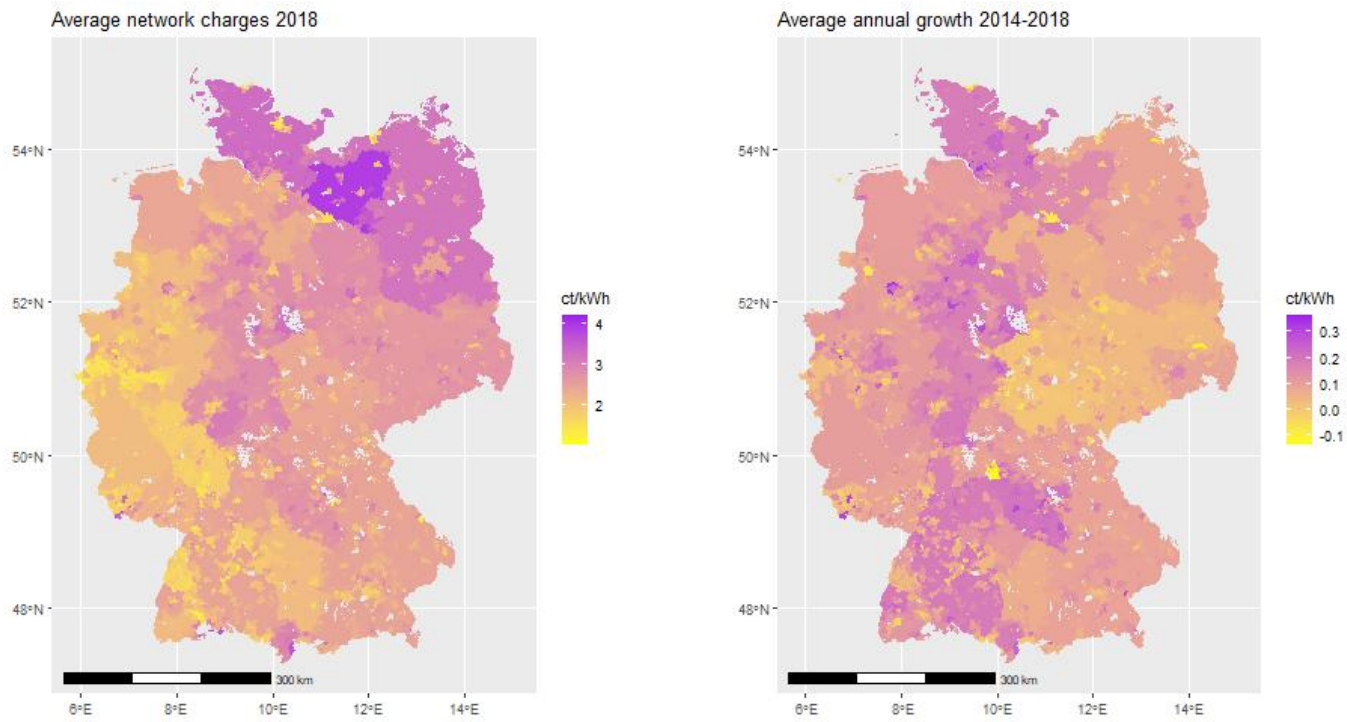 Average network charges 2018
54°N
52°N
50°N
48°N
6°E
8°E
10°E
12°E
14°E
300 km
ct/kWh
4
3
2
Average annual growth 2014-2018
54°N
52°N
50°N
48°N
6°E
8°E
10°E
12°E
14°E
300 km
ct/kWh
0.3
0.2
0.1
0.0
-0.1